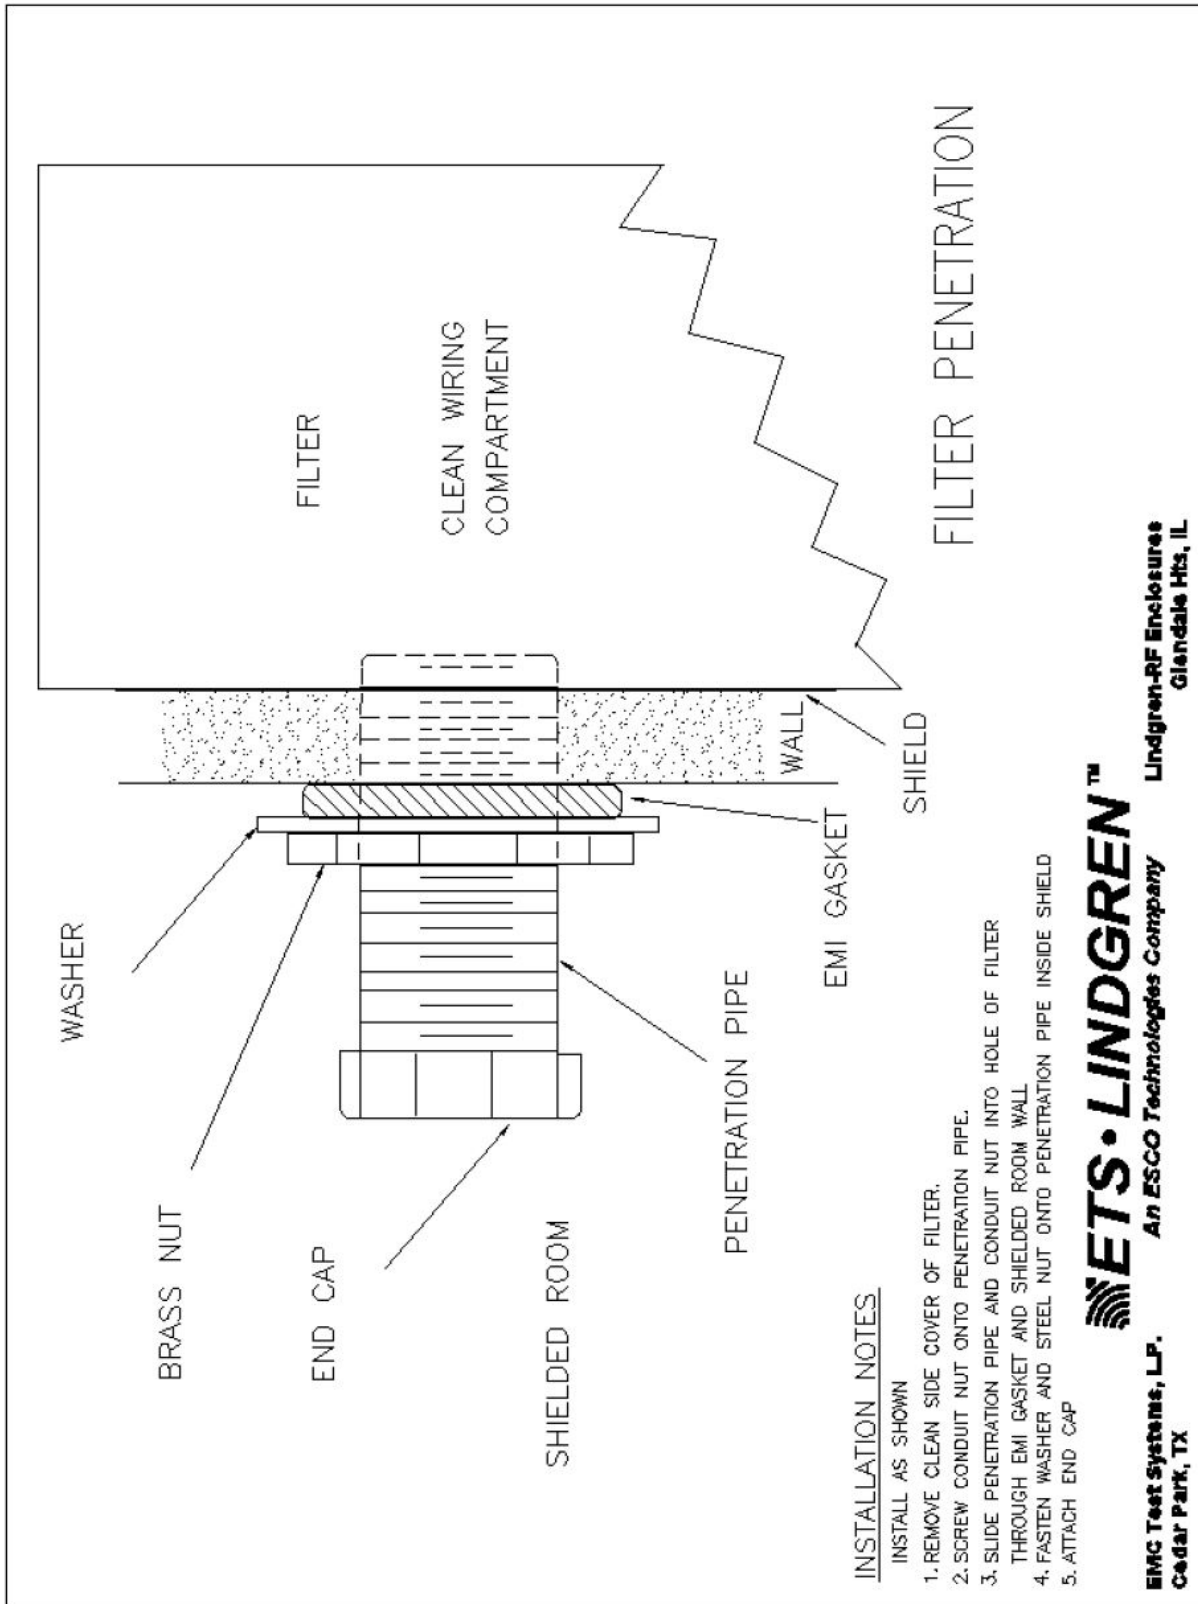 WASHER
BRASS NUT
END CAP
SHIELDED ROOM
PENETRATION PIPE
EMI GASKET
SHIELD
WALL
FILTER
CLEAN WIRING
COMPARTMENT
FILTER PENETRATION
INSTALLATION NOTES
INSTALL AS SHOWN
1. REMOVE CLEAN SIDE COVER OF FILTER.
2. SCREW CONDUIT NUT ONTO PENETRATION PIPE.
3. SLIDE PENETRATION PIPE AND CONDUIT NUT INTO HOLE OF FILTER
THROUGH EMI GASKET AND SHIELDED ROOM WALL
4. FASTEN WASHER AND STEEL NUT ONTO PENETRATION PIPE INSIDE SHIELD
5. ATTACH END CAP
ETS•LINDGREN™
EMC Test Systems, L.P.
Cedar Park, TX
An ESCO Technologies Company
Lindgren-RF Enclosures
Glendale Hts, IL